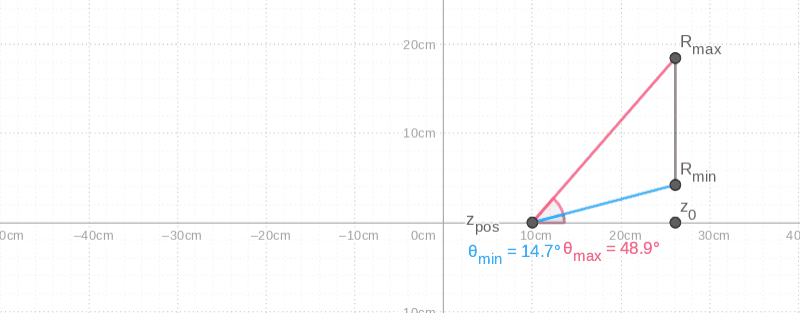 R_max
20cm
10cm
R_min
z_0
z_pos
0cm
−40cm
−30cm
−20cm
−10cm
0cm
10cm
20cm
30cm
40
θ_min = 14.7°
θ_max = 48.9°
10cm